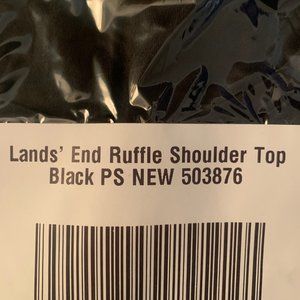 Lands' End Ruffle Shoulder Top
Black PS NEW 503876